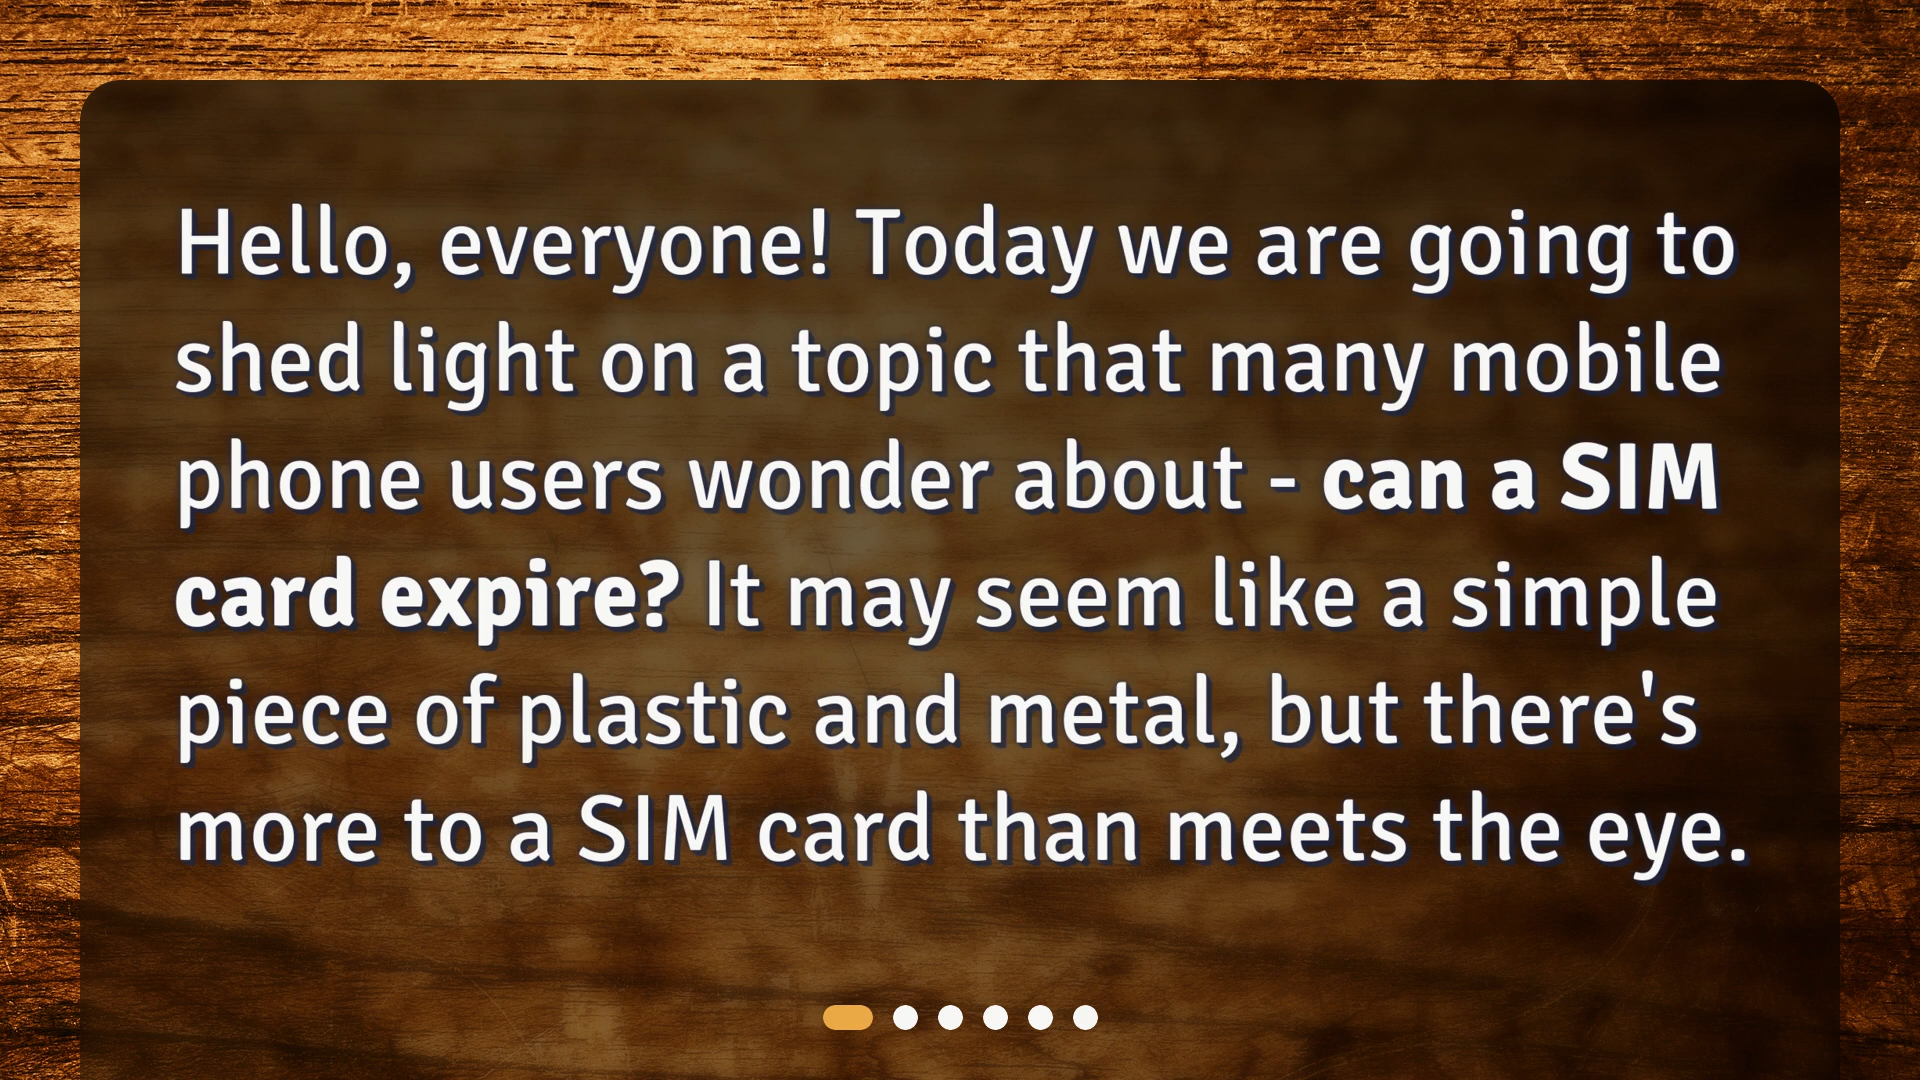 Hello, everyone! Today we are going to
shed light on a topic that many mobile
phone users wonder about - can a SIM
card expire? It may seem like a simple
piece of plastic and metal, but there's
more to a SIM card than meets the eye.